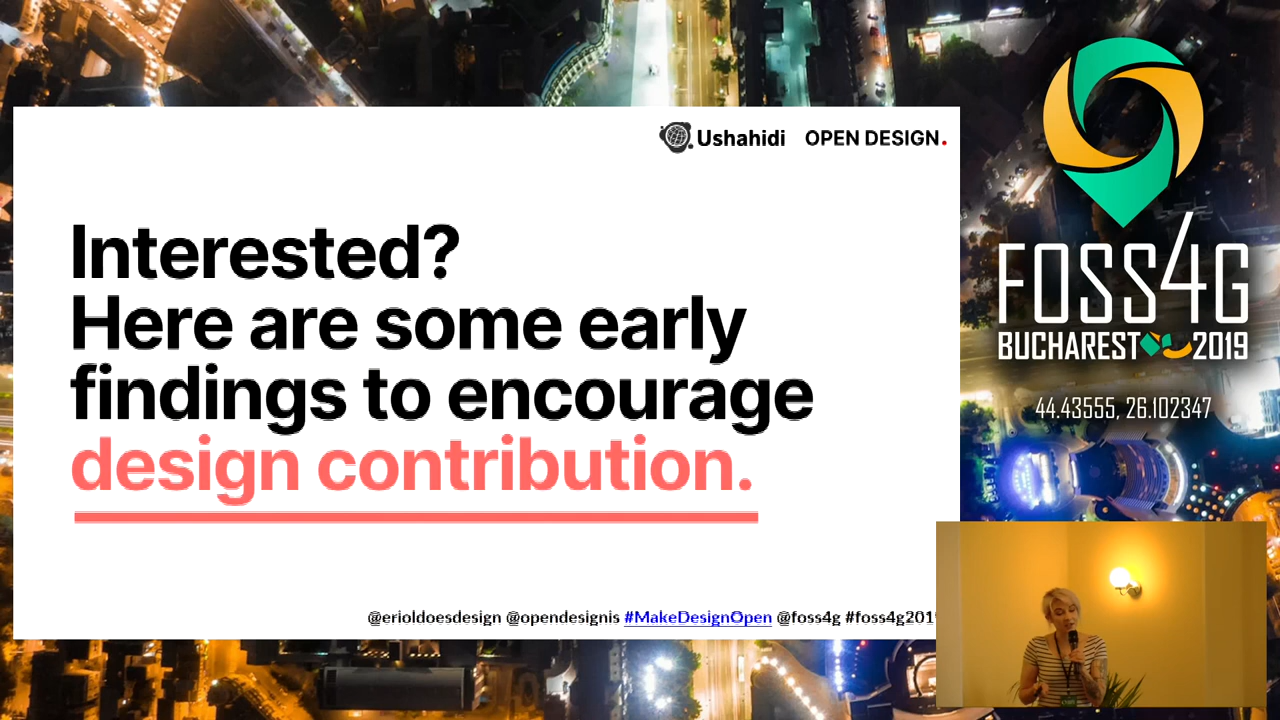 Ushahidi OPEN DESIGN.
Interested?
Here are some early
findings to encourage
design contribution.
@erioldoesdesign @opendesignis #MakeDesignOpen @foss4g #foss4g201
FOSS4G
BUCHAREST 2019
44.43555, 26.102347